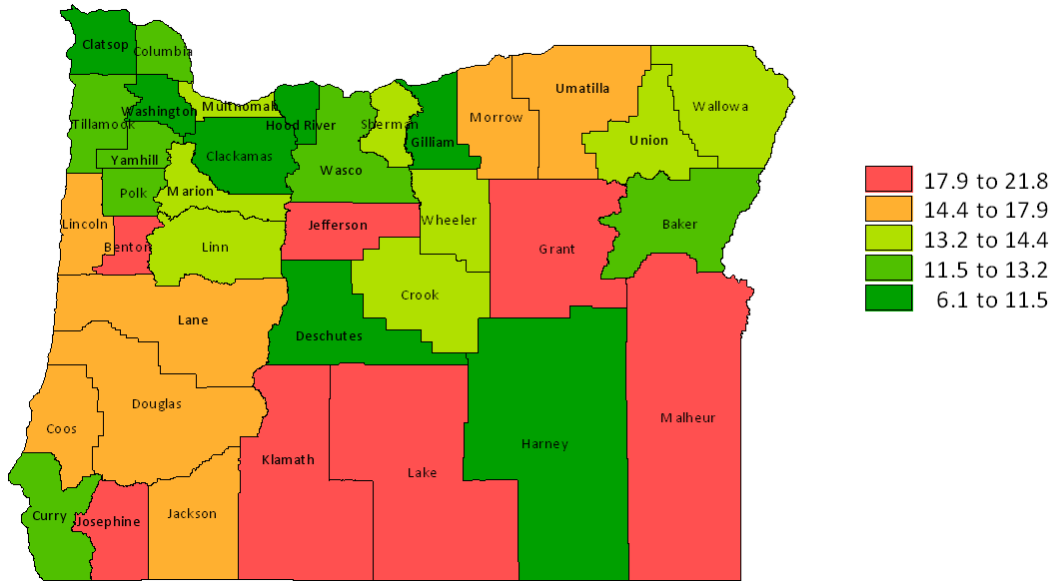 Clatsop
Columbia
Tillamook
Washington
Multnomah
Hood River
Sherman
Gilliam
Morrow
Umatilla
Wallowa
Union
Yamhill
Clackamas
Wasco
Polk
Marion
Lincoln
Benton
Linn
Jefferson
Wheeler
Grant
Baker
Crook
Lane
Deschutes
Douglas
Coos
Klamath
Lake
Harney
Malheur
Curry
Josephine
Jackson
17.9 to 21.8
14.4 to 17.9
13.2 to 14.4
11.5 to 13.2
6.1 to 11.5